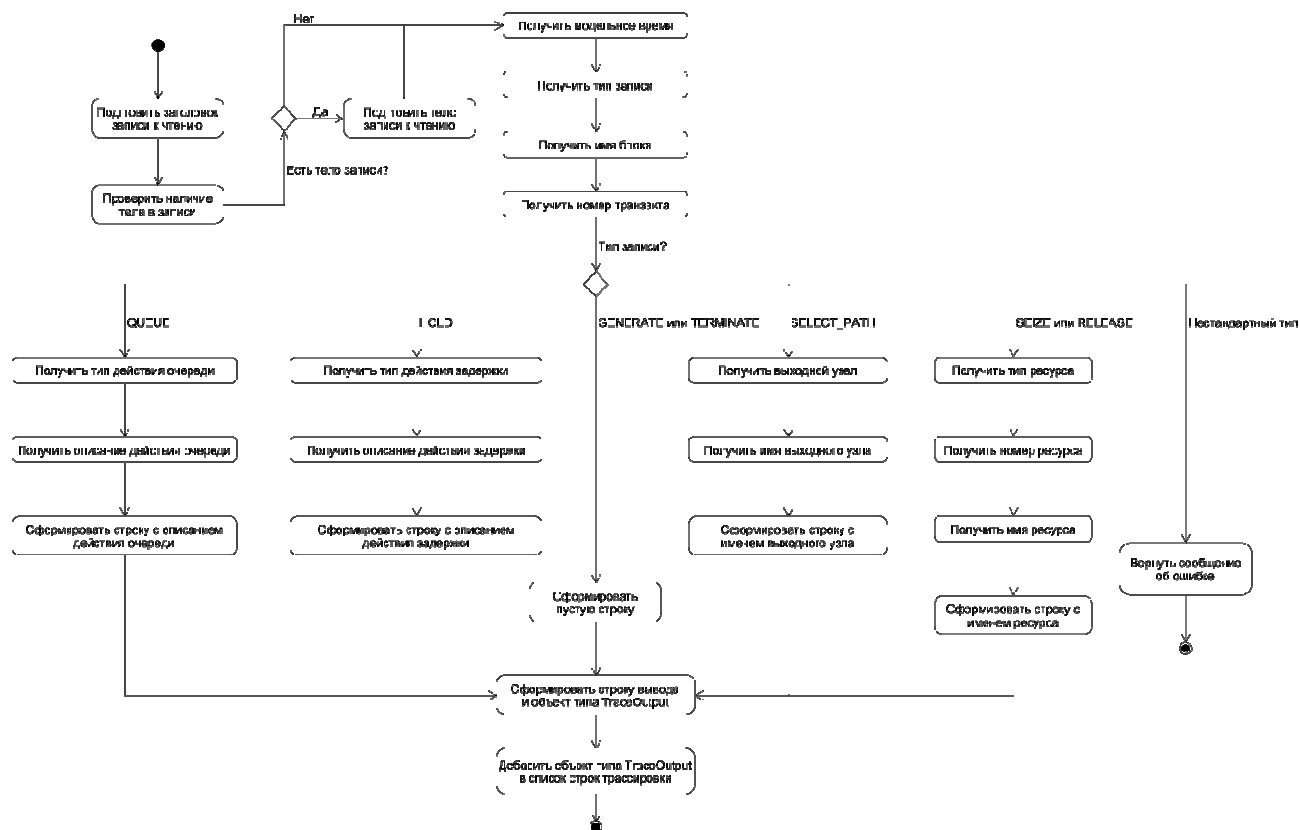 Нет
Получить модельное время
Подготовить заголовок
записи к чтению
Да
Подготовить тело
записи к чтению
Получить тип записи
Получить имя блока
Есть тело записи?
Проверить наличие
тела в записи
Получить номер транзакта
Тип записи?
QUEUE
HOLD
GENERATE или TERMINATE
SELECT_PATH
SEIZE или RELEASE
Нестандартный тип
Получить тип действия очереди
Получить тип действия задержки
Получить выходной узел
Получить тип ресурса
Получить описание действия очереди
Получить описание действия задержки
Получить имя выходного узла
Получить номер ресурса
Сформировать строку с описанием
действия очереди
Сформировать строку с описанием
действия задержки
Сформировать строку с
именем выходного узла
Получить имя ресурса
Вернуть сообщение
об ошибке
Сформировать
пустую строку
Сформировать строку с
именем ресурса
Сформировать строку вывода
и объект типа TraceOutput
Добавить объект типа TraceOutput
в список строк трассировки